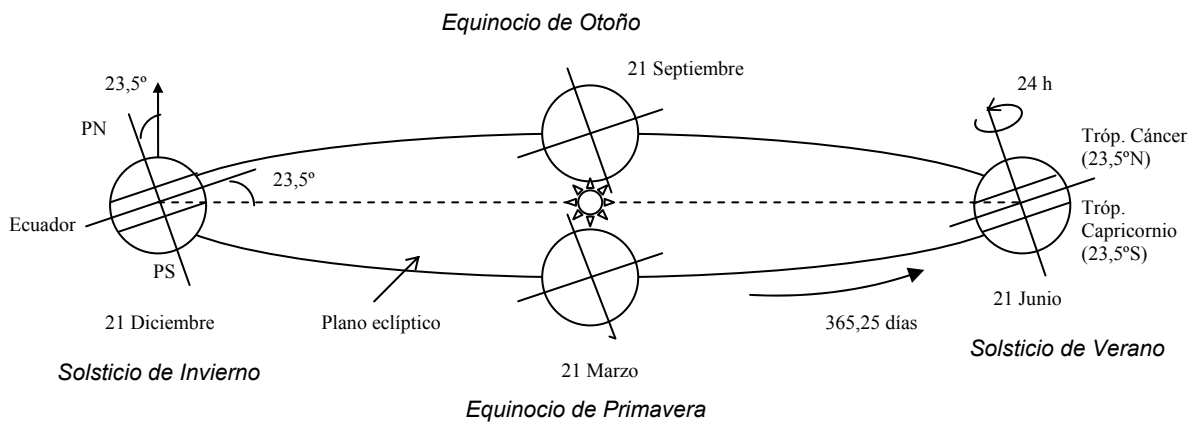 Equinocio de Otoño
21 Septiembre
23,5º
PN
23,5º
Ecuador
PS
24 h
Tróp. Cáncer
(23,5ºN)
Tróp.
Capricornio
(23,5ºS)
21 Diciembre
Plano eclíptico
365,25 días
21 Junio
Solsticio de Invierno
21 Marzo
Solsticio de Verano
Equinocio de Primavera